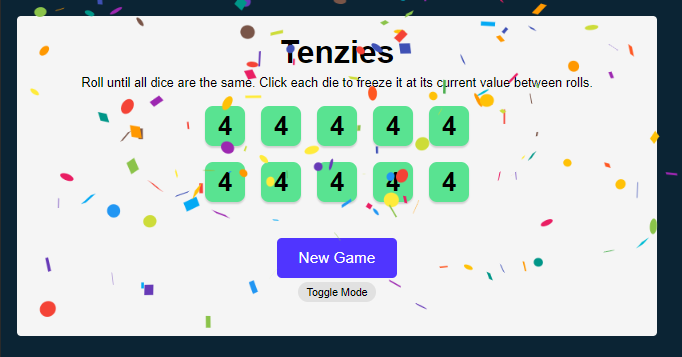 Tenzies
Roll until all dice are the same. Click each die to freeze it at its current value between rolls.
4 4 4 4 4
4 4 4 4 4
New Game
Toggle Mode